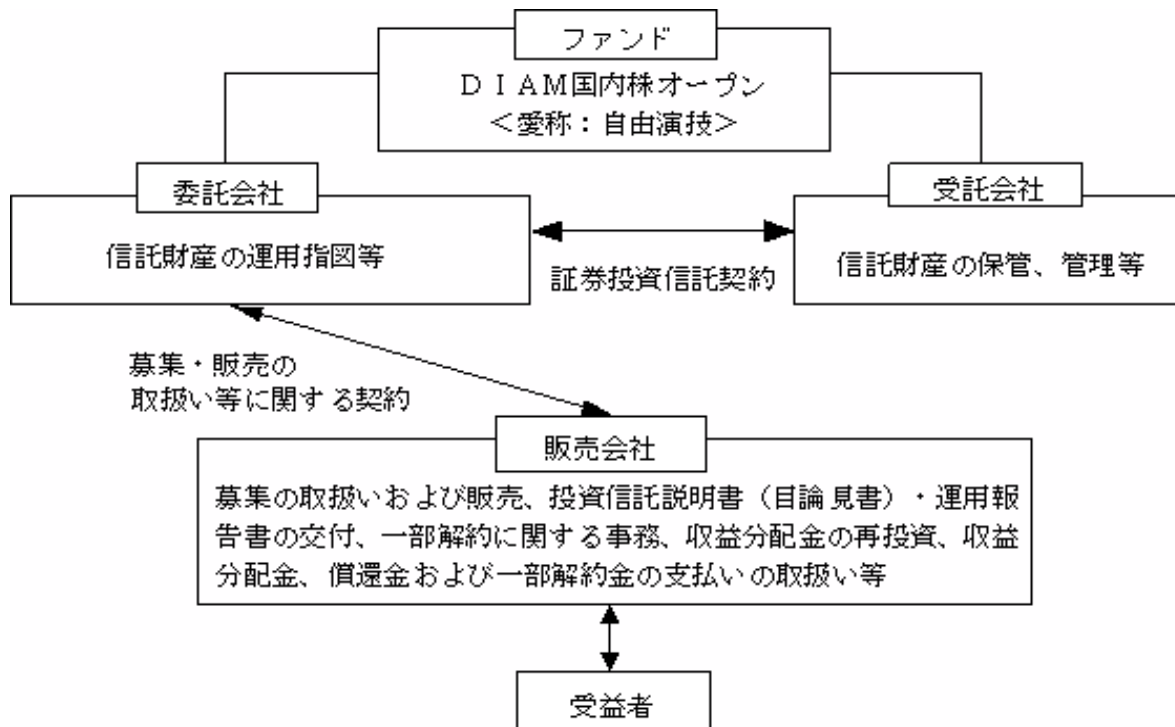 ファンド
ＤＩＡＭ国内株オープン
＜愛称：自由演技＞
委託会社
受託会社
信託財産の運用指図等
信託財産の保管、管理等
証券投資信託契約
募集・販売の
取扱い等に関する契約
販売会社
募集の取扱いおよび販売、投資信託説明書（目論見書）・運用報
告書の交付、一部解約に関する事務、収益分配金の再投資、収益
分配金、償還金および一部解約金の支払いの取扱い等
受益者